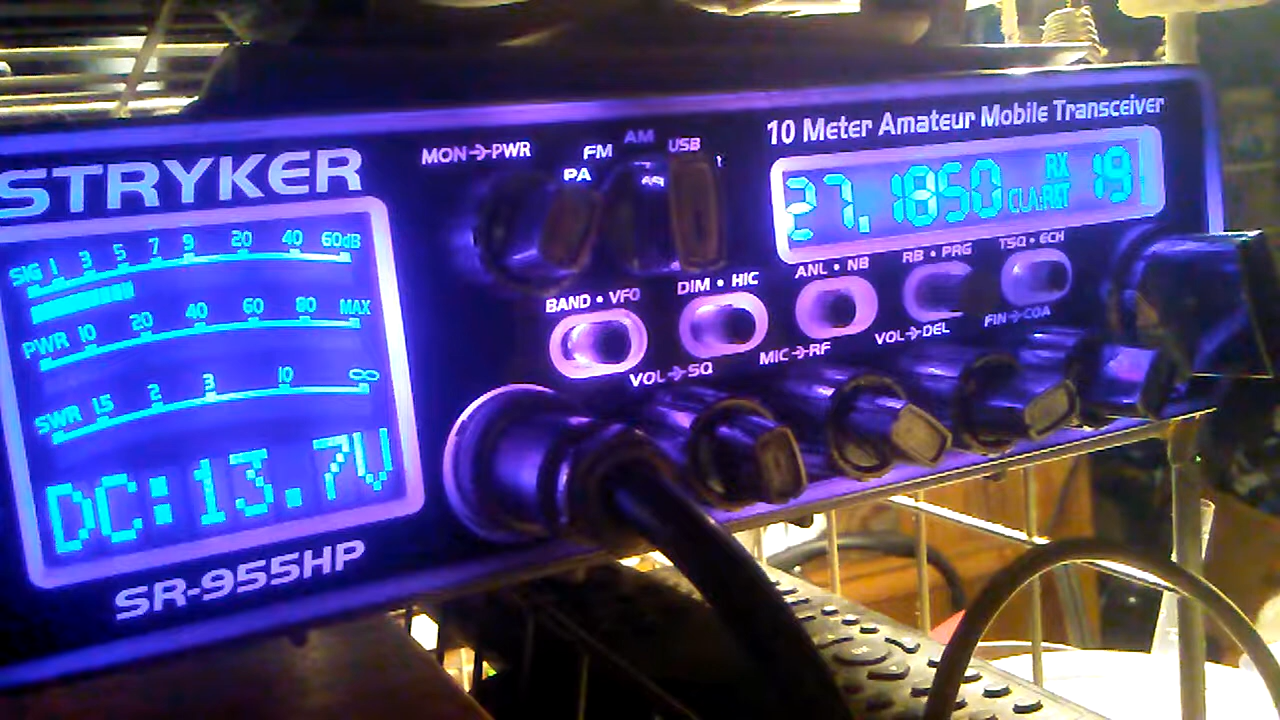 STRYKER
SIG 1 3 5 7 9 20 40 60dB
PWR 10 20 40 60 80 MAX
SWR 1.5 2 3 10 ∞
DC:13.7V
SR-955HP
MON→PWR
PA FM AM USB
10 Meter Amateur Mobile Transceiver
27.1850 RX 19
BAND • VFO
DIM • HIC
ANL • NB
RB • PRG
TSQ • ECH
VOL→SQ
MIC→RF
VOL→DEL
FIN→COA